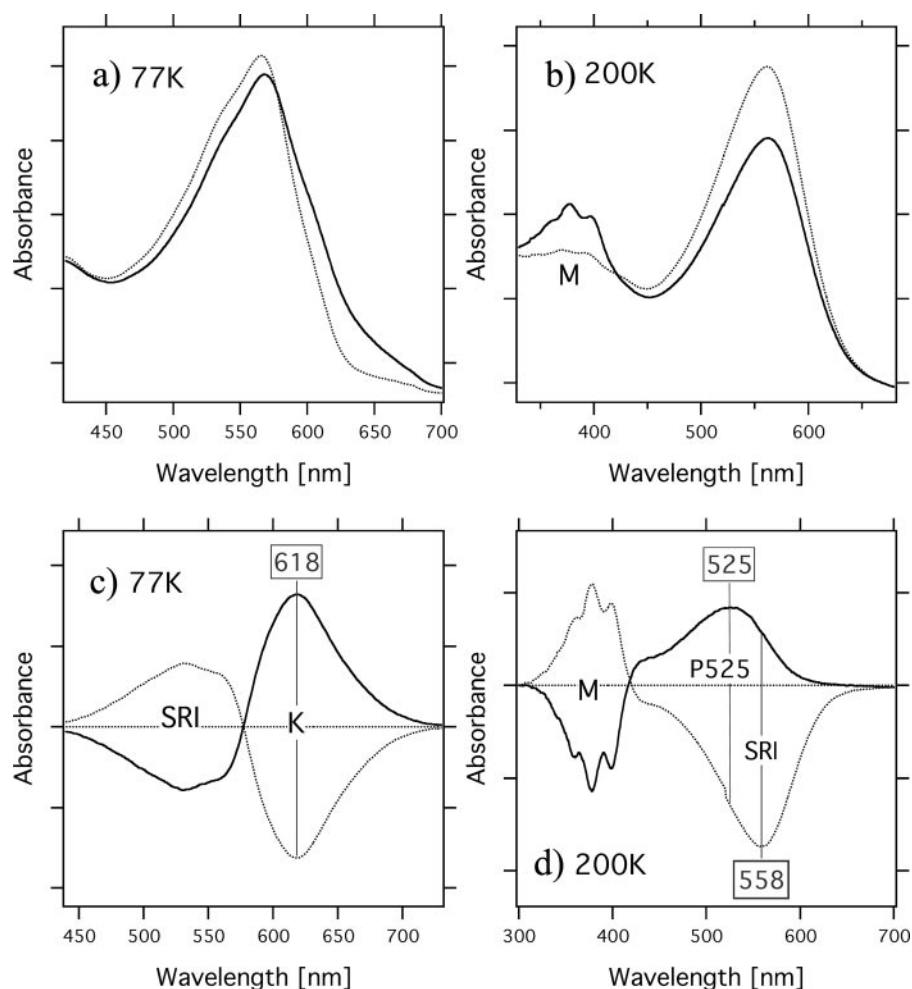 a) 77K
Absorbance
450 500 550 600 650 700
Wavelength [nm]
b) 200K
M
Absorbance
400 500 600
Wavelength [nm]
c) 77K
618
SRI
K
Absorbance
450 500 550 600 650 700
Wavelength [nm]
525
M
P525
SRI
558
d) 200K
Absorbance
300 400 500 600 700
Wavelength [nm]